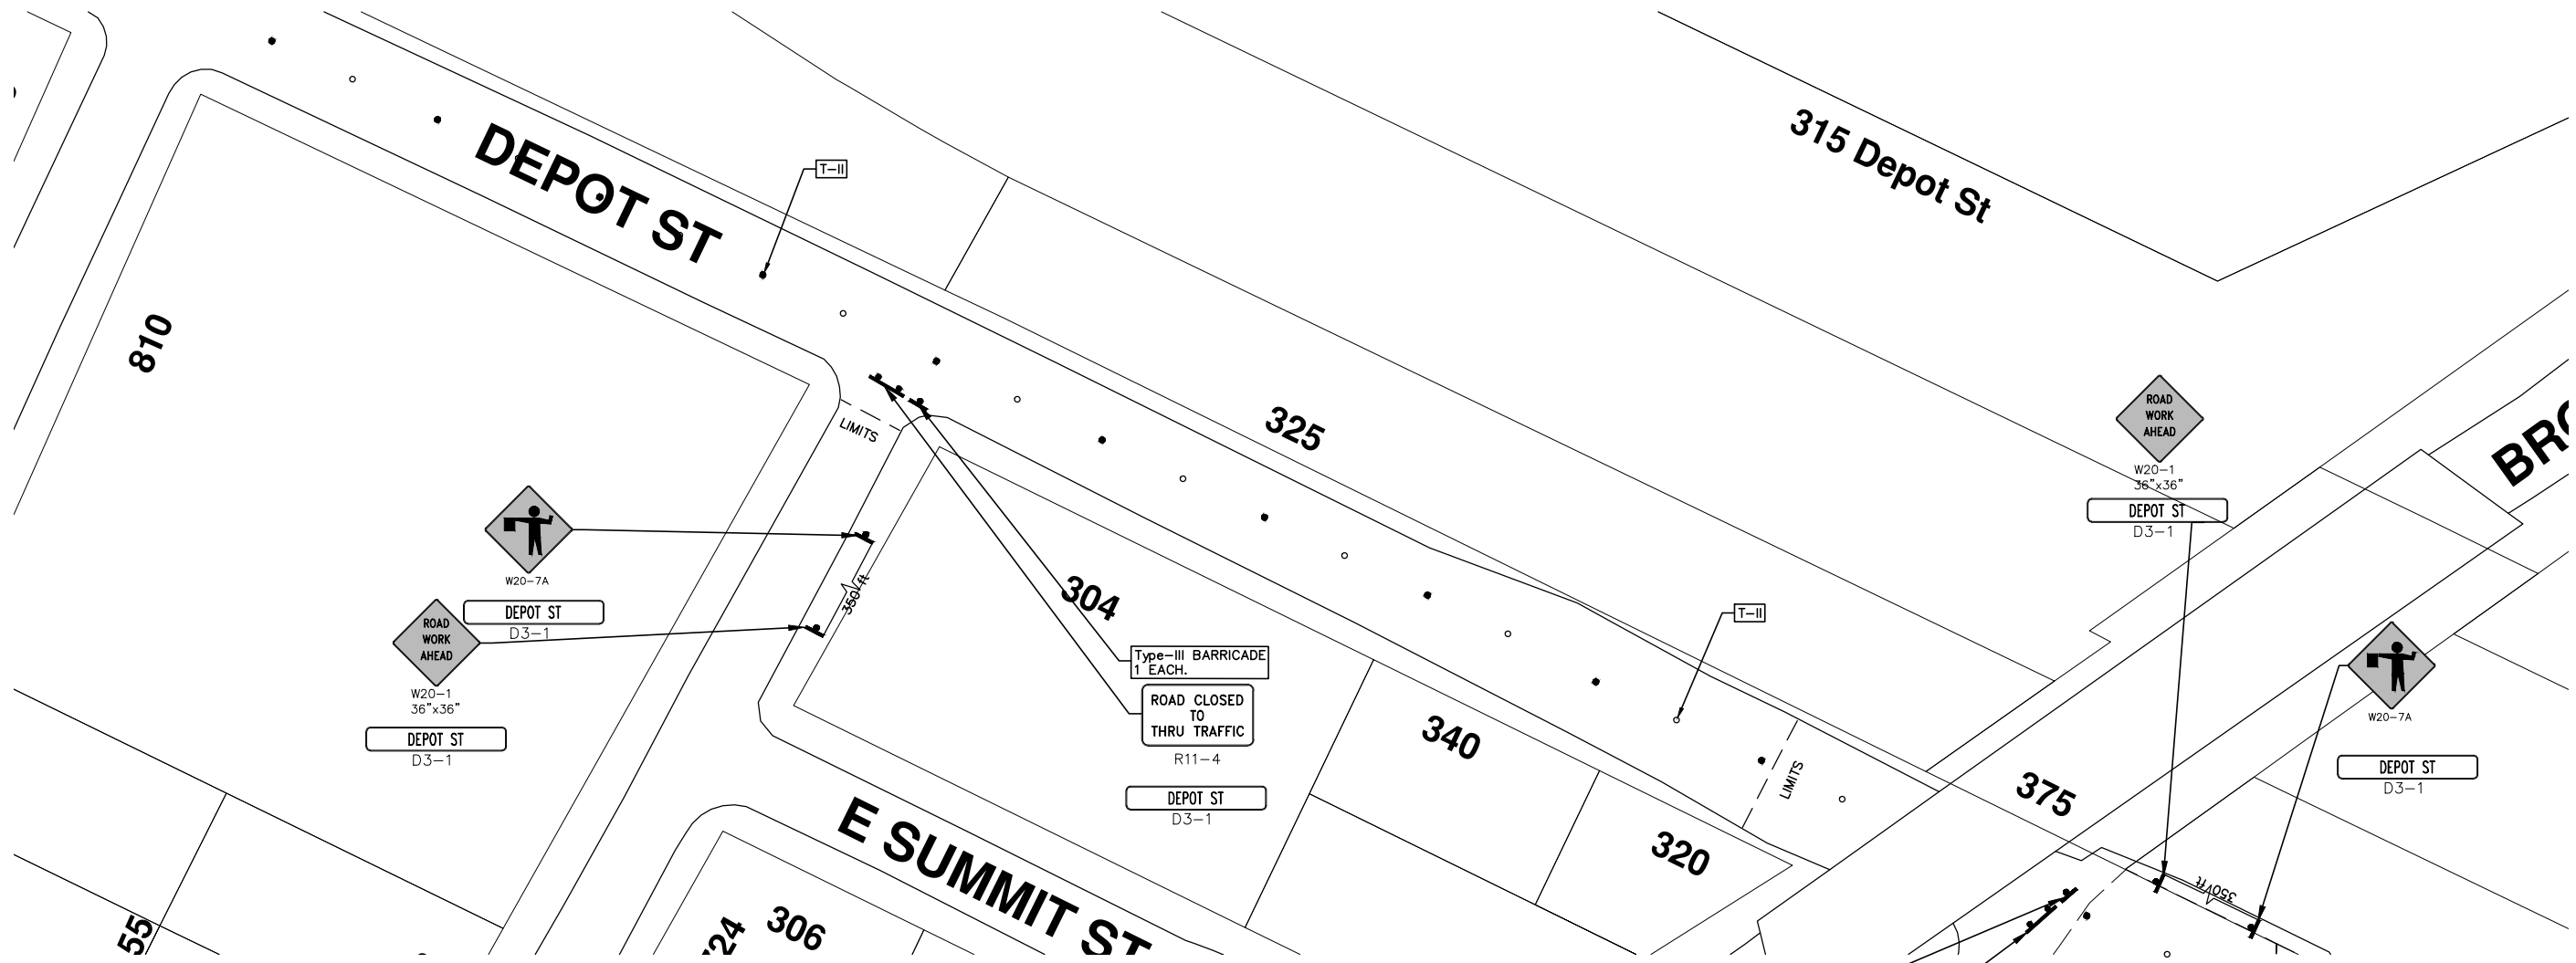 DEPOT ST
T-II
315 Depot St
810
LIMITS
325
ROAD
WORK
AHEAD
W20-1
36"x36"
DEPOT ST
D3-1
W20-7A
DEPOT ST
D3-1
350 ft
304
ROAD
WORK
AHEAD
W20-1
36"x36"
DEPOT ST
D3-1
Type-III BARRICADE
1 EACH.
ROAD CLOSED
TO
THRU TRAFFIC
R11-4
DEPOT ST
D3-1
T-II
340
LIMITS
375
W20-7A
DEPOT ST
D3-1
320
350 ft
E SUMMIT ST
306